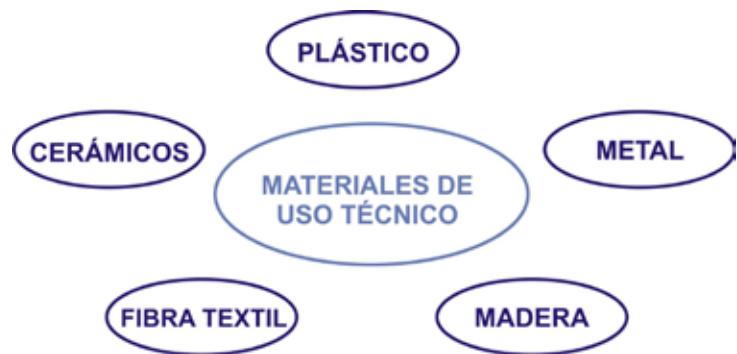 PLÁSTICO
CERÁMICOS
METAL
MATERIALES DE
USO TÉCNICO
FIBRA TEXTIL
MADERA